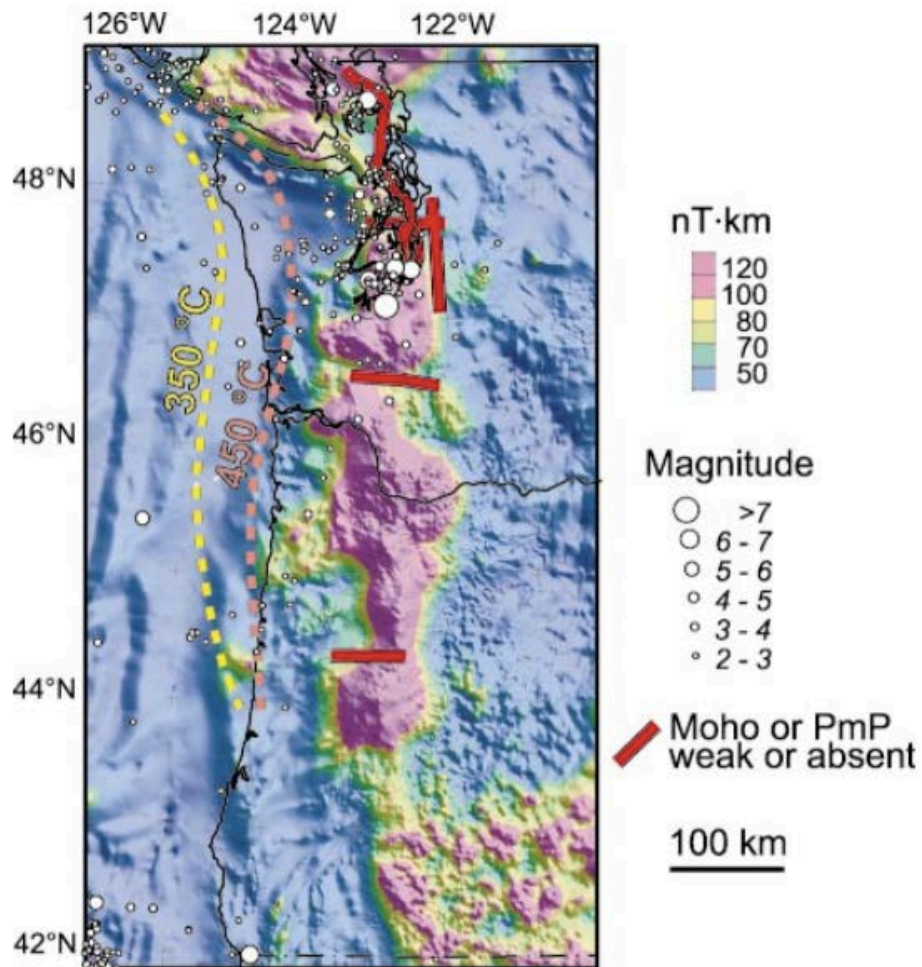 126°W 124°W 122°W
48°N
46°N
44°N
42°N
350 °C
450 °C
nT·km
120
100
80
70
50
Magnitude
>7
6 - 7
5 - 6
4 - 5
3 - 4
2 - 3
Moho or PmP
weak or absent
100 km